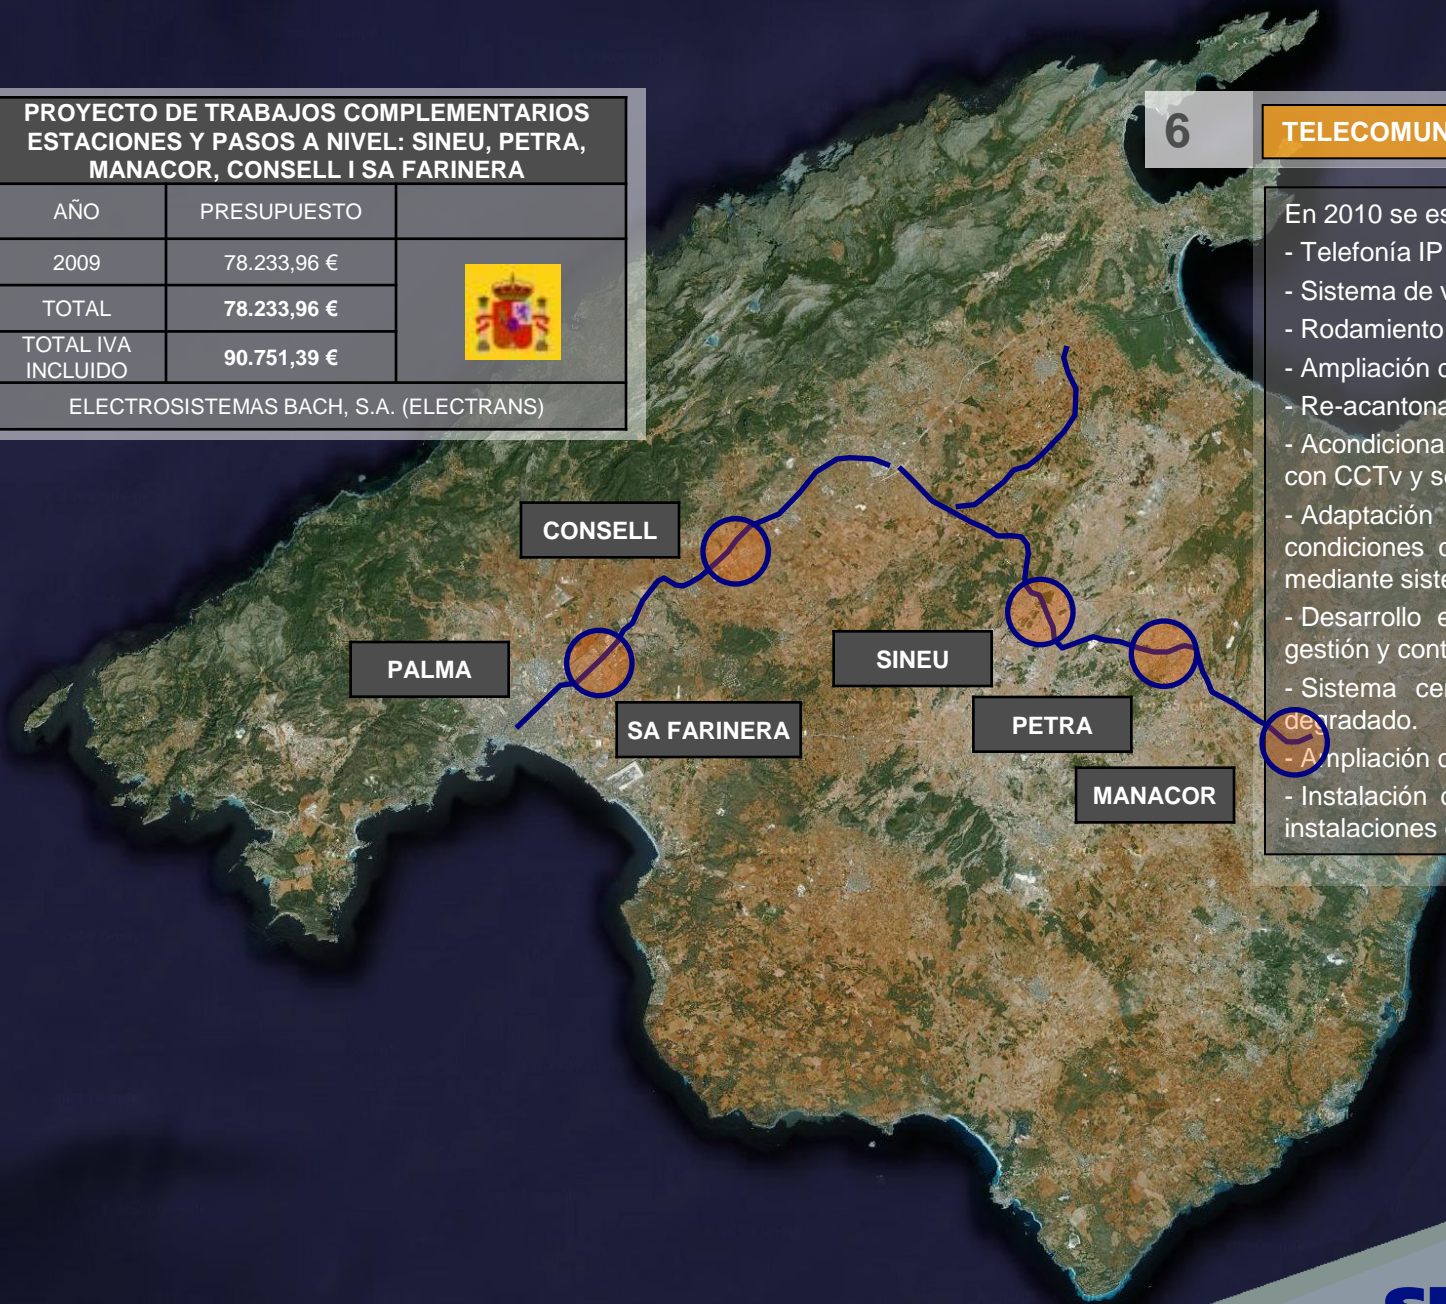 PROYECTO DE TRABAJOS COMPLEMENTARIOS
ESTACIONES Y PASOS A NIVEL: SINEU, PETRA,
MANACOR, CONSELL I SA FARINERA
AÑO PRESUPUESTO
2009 78.233,96 €
TOTAL 78.233,96 €
TOTAL IVA
INCLUIDO 90.751,39 €
ELECTROSISTEMAS BACH, S.A. (ELECTRANS)
6
TELECOMUN
En 2010 se es
- Telefonía IP
- Sistema de v
- Rodamiento
- Ampliación d
- Re-acantona
- Acondiciona
con CCTv y se
- Adaptación
condiciones d
mediante siste
- Desarrollo e
gestión y cont
- Sistema cen
degradado.
- Ampliación d
- Instalación d
instalaciones
CONSELL
PALMA
SA FARINERA
SINEU
PETRA
MANACOR